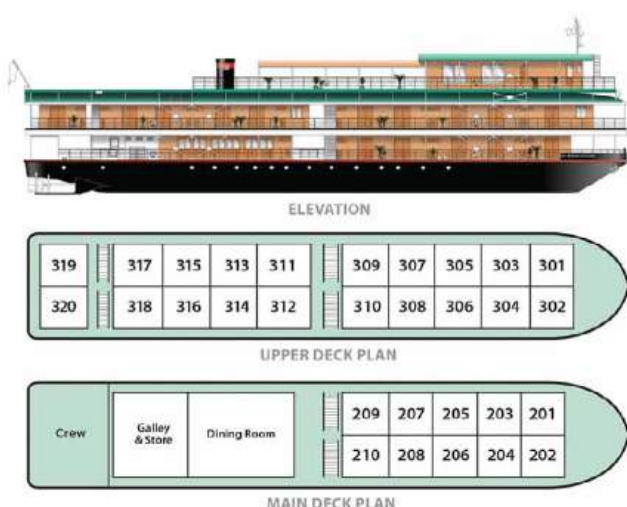 ELEVATION
319 317 315 313 311 309 307 305 303 301
320 318 316 314 312 310 308 306 304 302
UPPER DECK PLAN
209 207 205 203 201
Crew
Galley
& Store
Dining Room
210 208 206 204 202
MAIN DECK PLAN